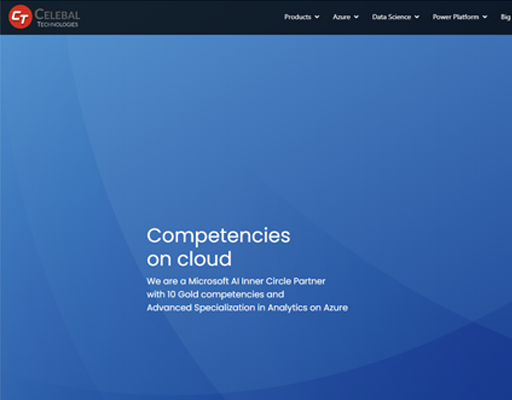 CT CELEBAL
TECHNOLOGIES
Products Azure Data Science Power Platform Big
Competencies
on cloud
We are a Microsoft AI Inner Circle Partner
with 10 Gold competencies and
Advanced Specialization in Analytics on Azure